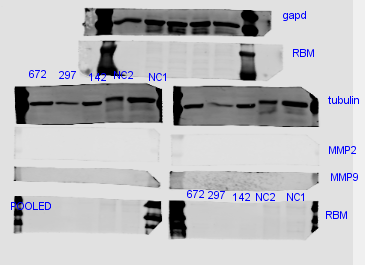 gapd
RBM
672 297 142 NC2 NC1
tubulin
MMP2
MMP9
672 297 142 NC2 NC1
POOLED
RBM